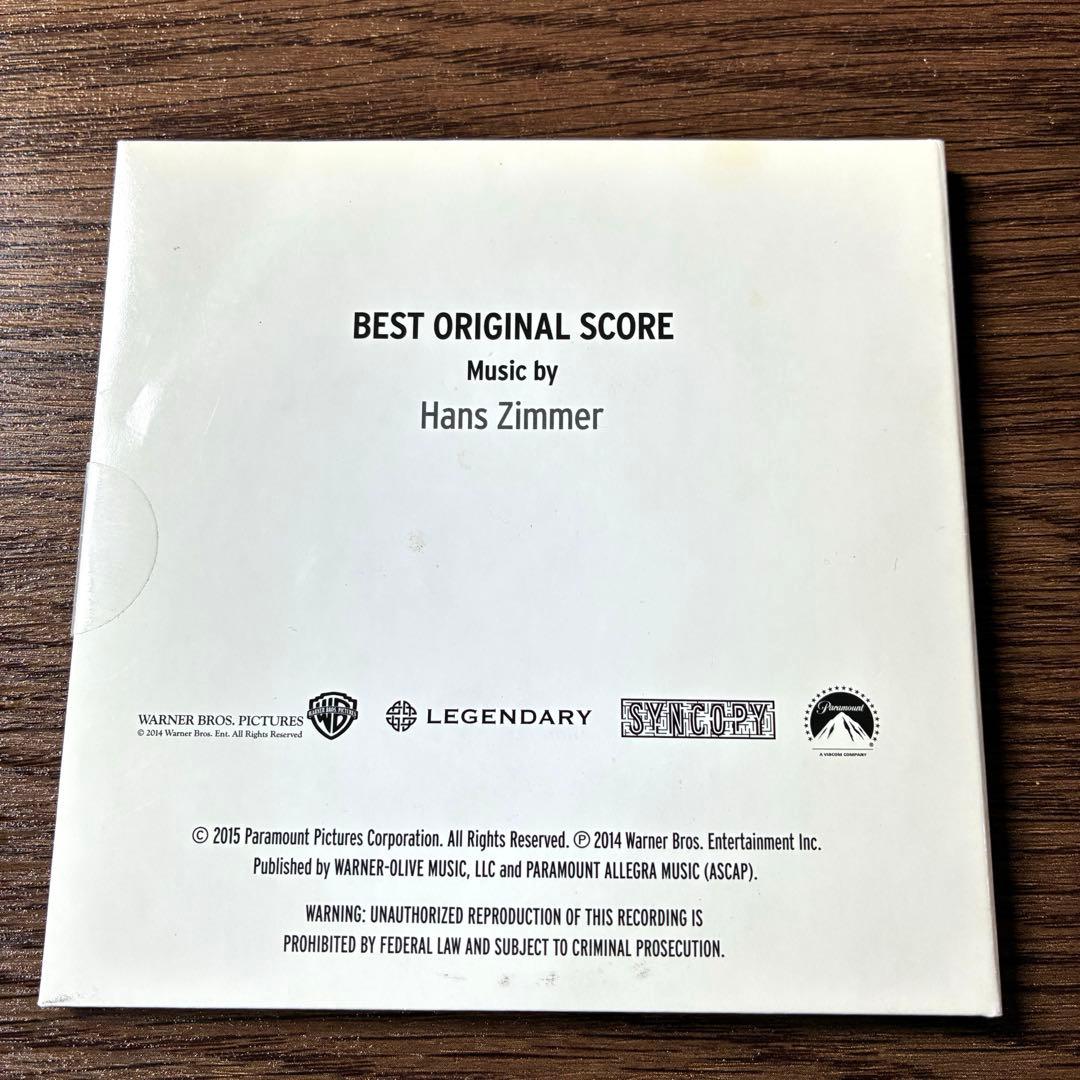 BEST ORIGINAL SCORE
Music by
Hans Zimmer
WARNER BROS. PICTURES
© 2014 Warner Bros. Ent. All Rights Reserved
WARNER BROS. PICTURES
LEGENDARY
SYNCOPY
Paramount
A VIACOM COMPANY
© 2015 Paramount Pictures Corporation. All Rights Reserved. ℗ 2014 Warner Bros. Entertainment Inc.
Published by WARNER-OLIVE MUSIC, LLC and PARAMOUNT ALLEGRA MUSIC (ASCAP).
WARNING: UNAUTHORIZED REPRODUCTION OF THIS RECORDING IS
PROHIBITED BY FEDERAL LAW AND SUBJECT TO CRIMINAL PROSECUTION.